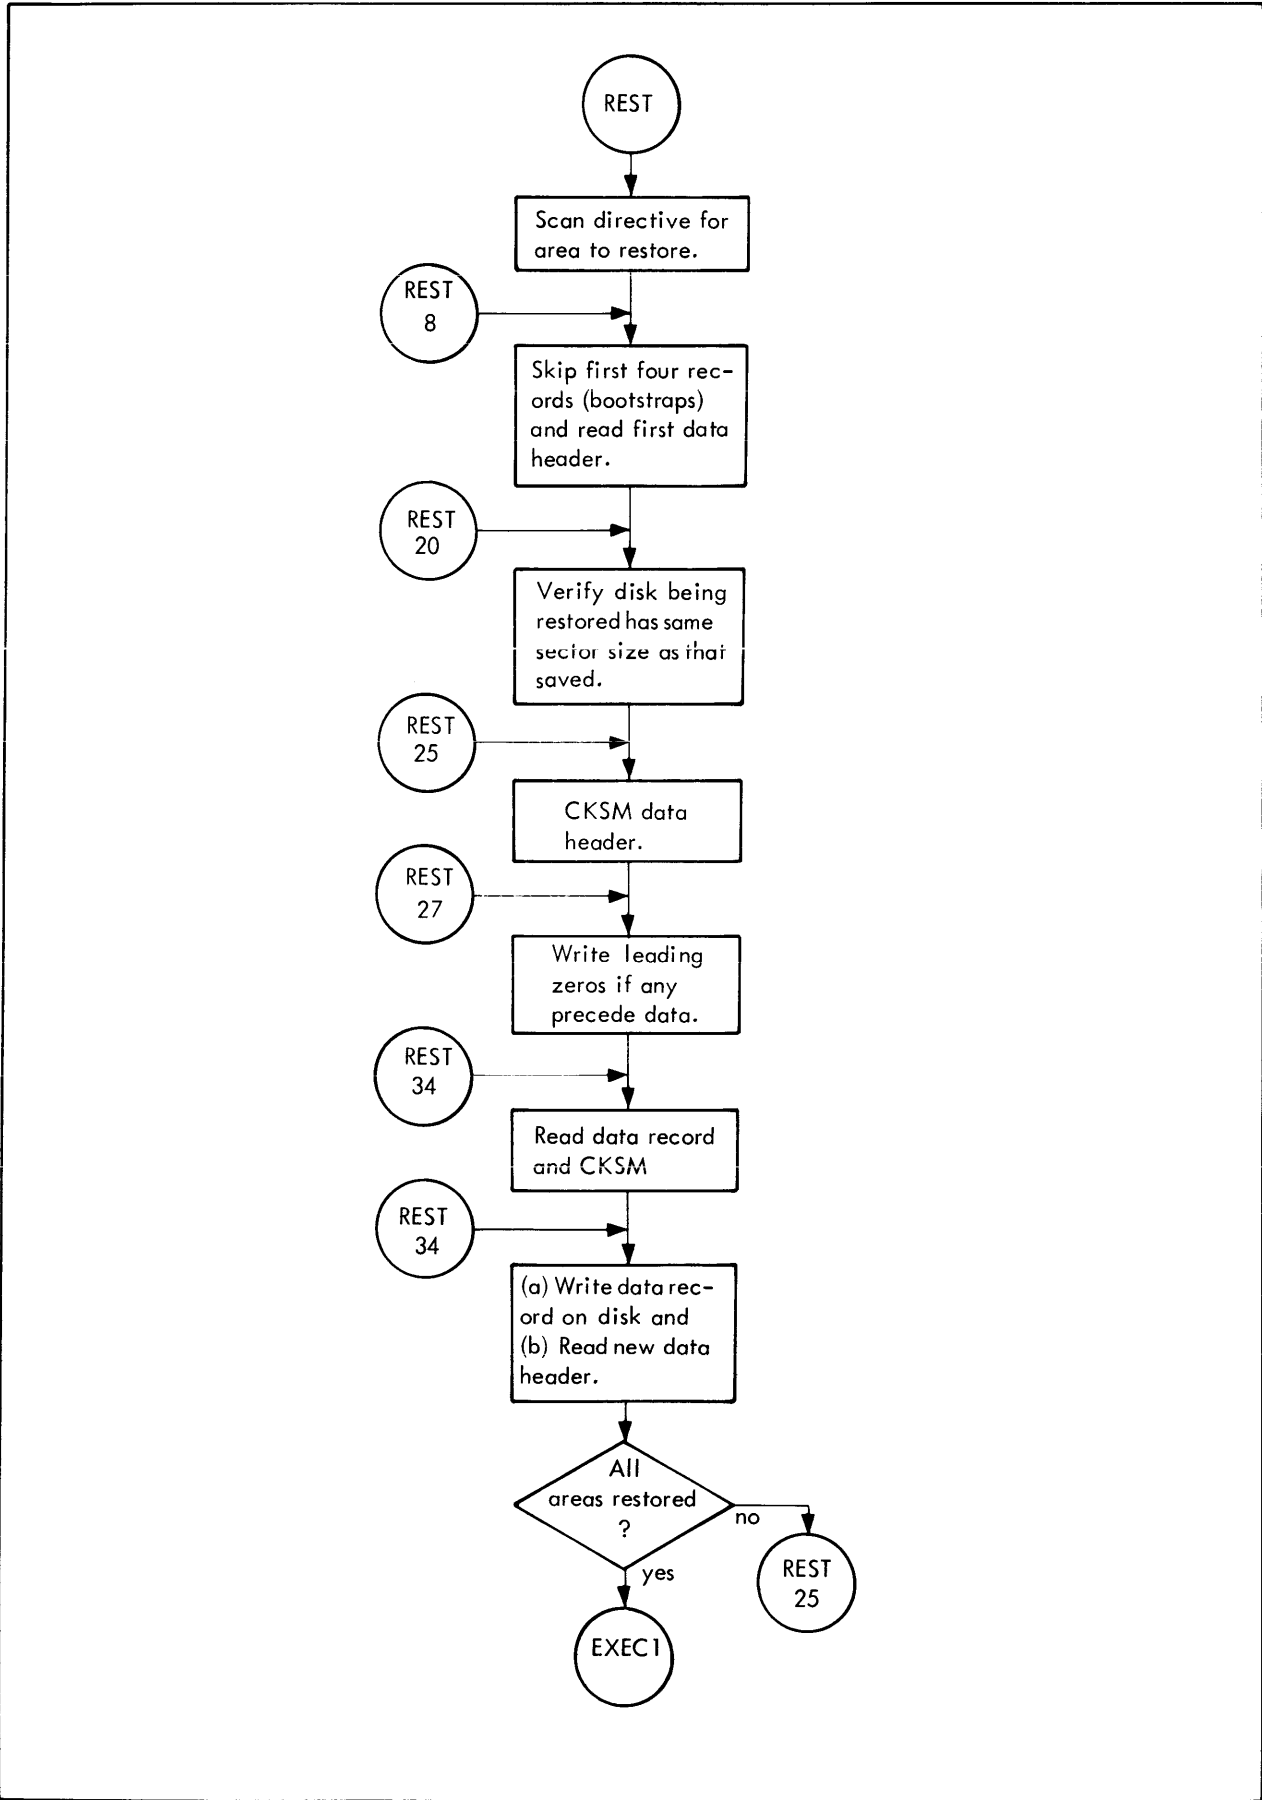 REST
Scan directive for
area to restore.
REST
8
Skip first four rec-
ords (bootstraps)
and read first data
header.
REST
20
Verify disk being
restored has same
sector size as that
saved.
REST
25
CKSM data
header.
REST
27
Write leading
zeros if any
precede data.
REST
34
Read data record
and CKSM
REST
34
(a) Write data rec-
ord on disk and
(b) Read new data
header.
All
areas restored
?
no
yes
REST
25
EXEC1